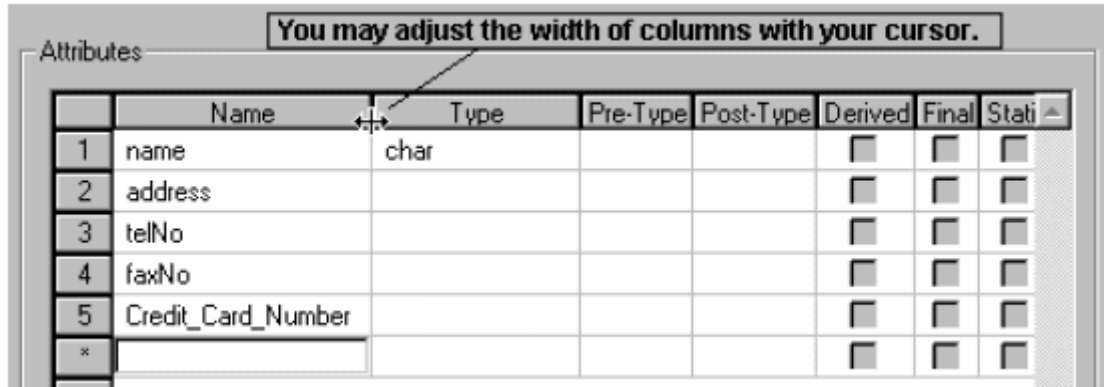 You may adjust the width of columns with your cursor.
Attributes
Name Type Pre-Type Post-Type Derived Final Stati
1 name char
2 address
3 telNo
4 faxNo
5 Credit_Card_Number
*